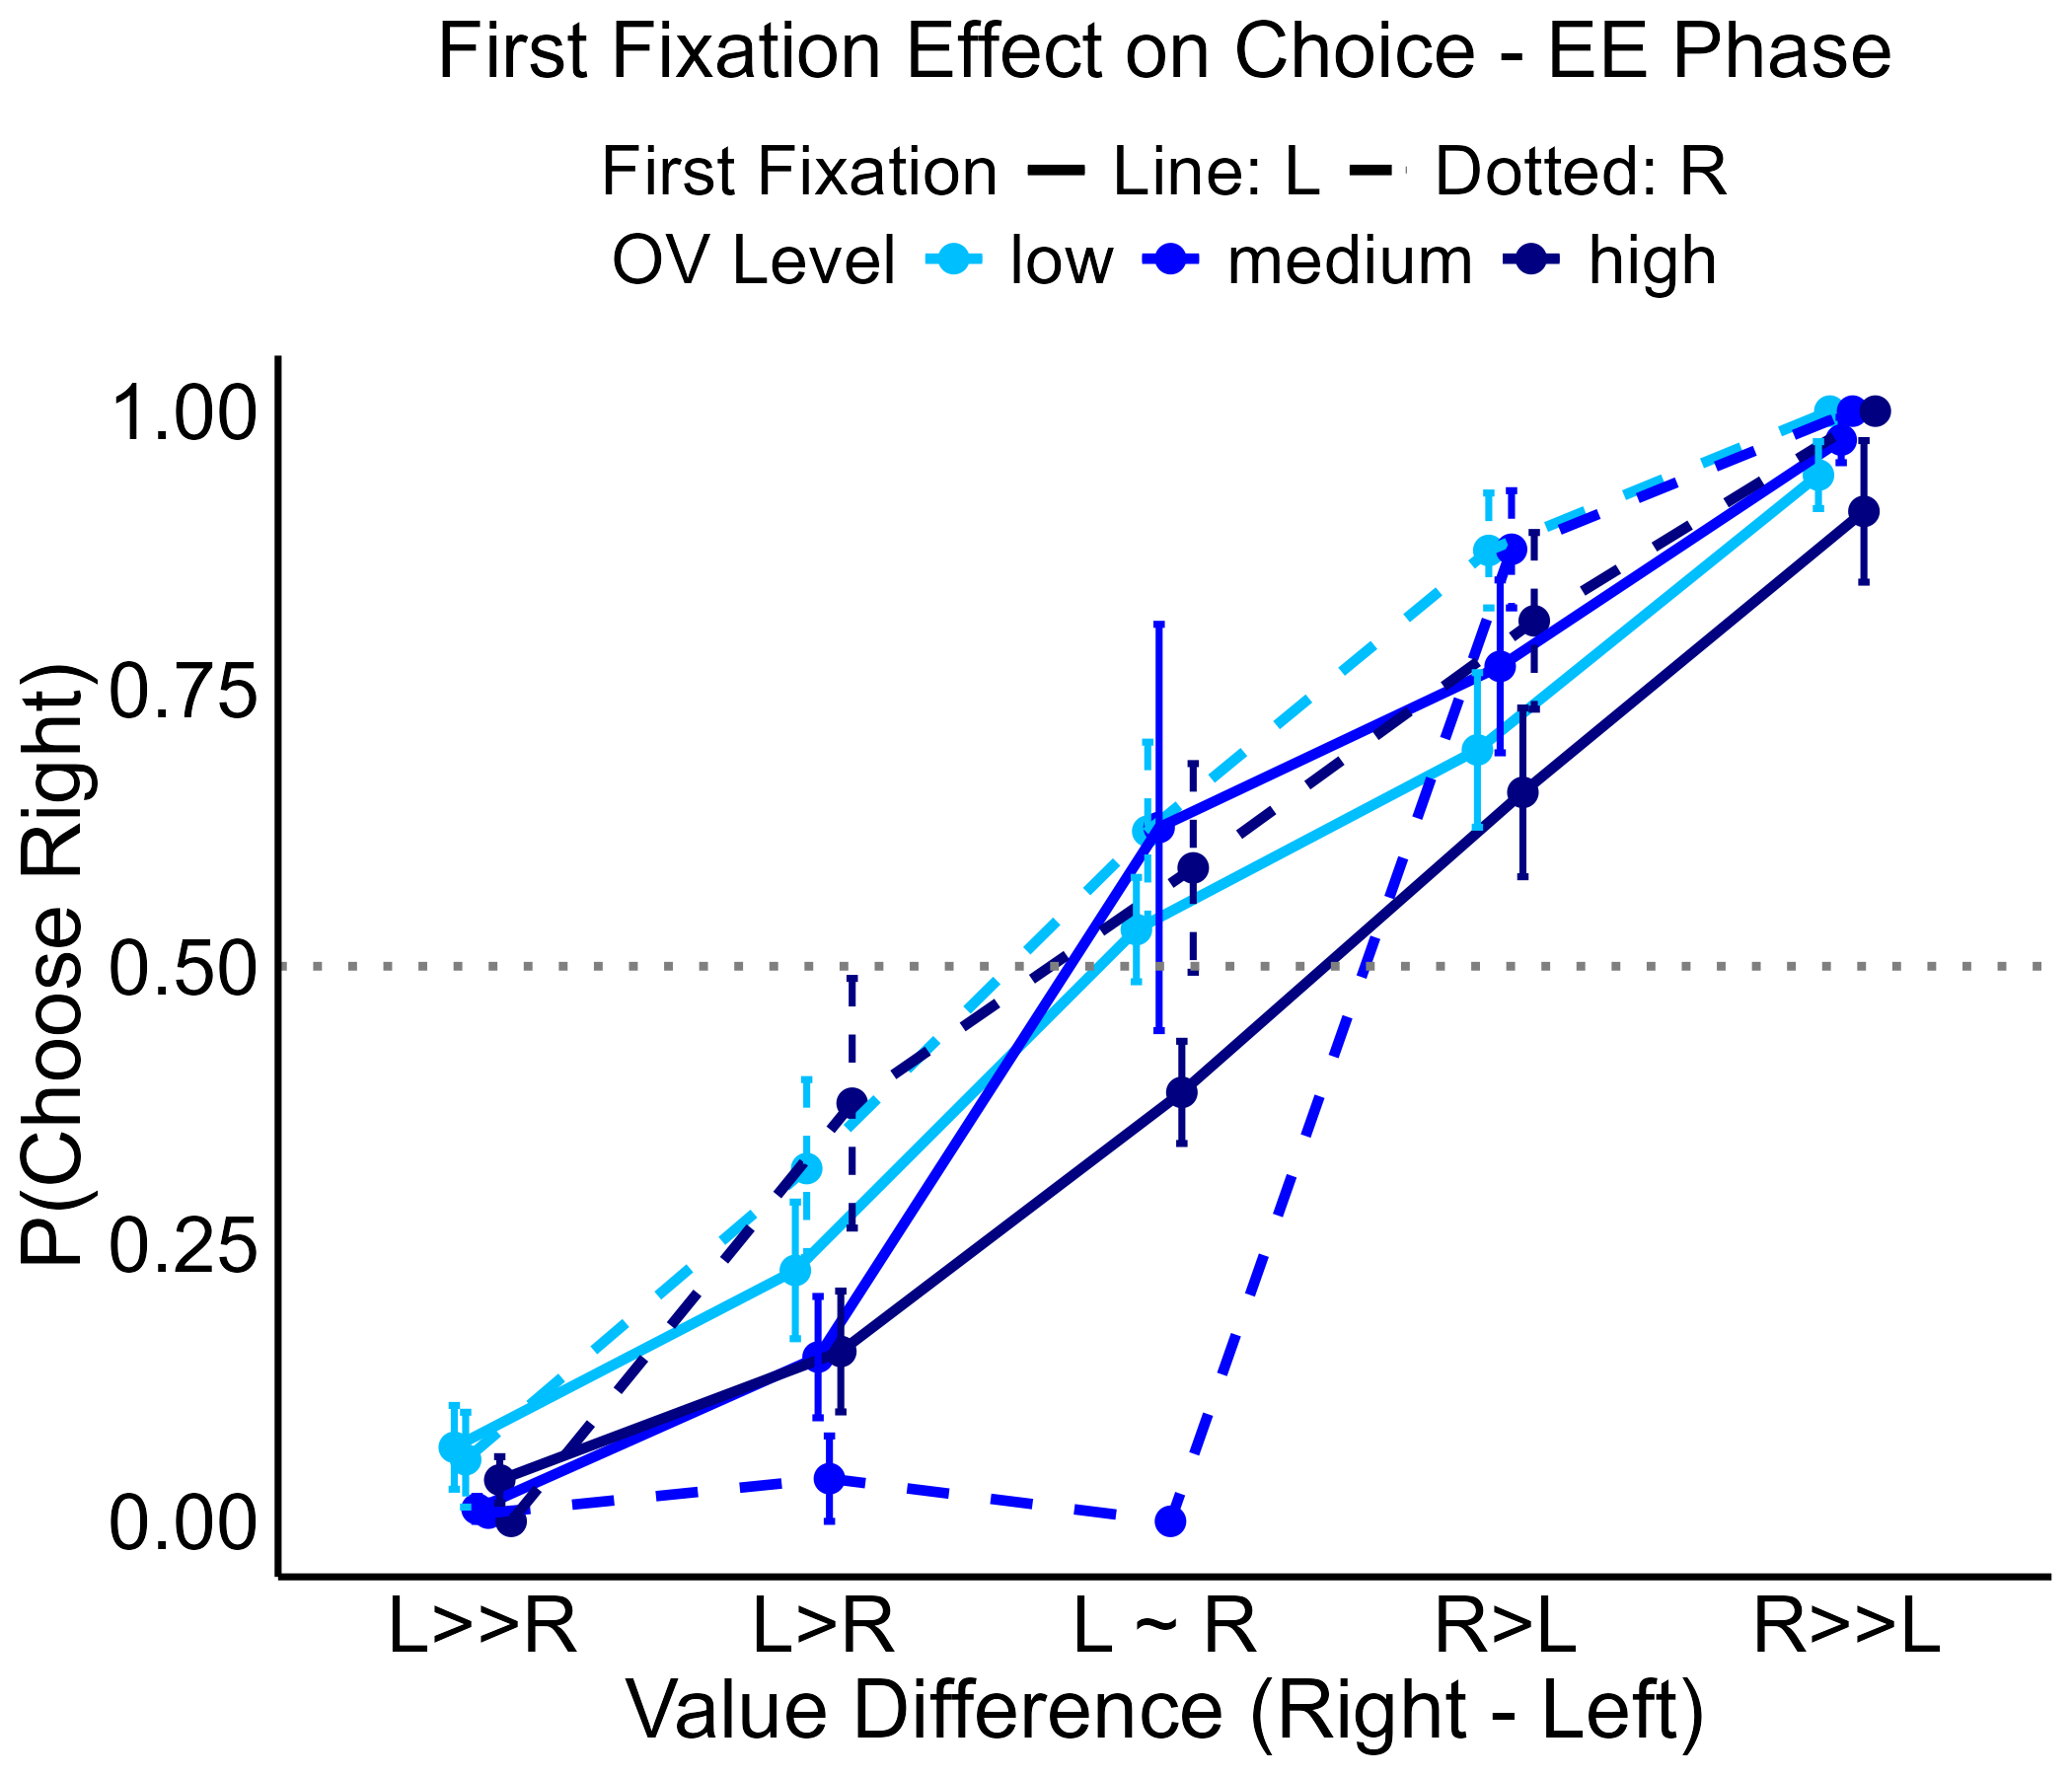 First Fixation Effect on Choice - EE Phase
First Fixation Line: L Dotted: R
OV Level low medium high
1.00
0.75
0.50
0.25
0.00
P(Choose Right)
L>>R L>R L ~ R R>L R>>L
Value Difference (Right - Left)